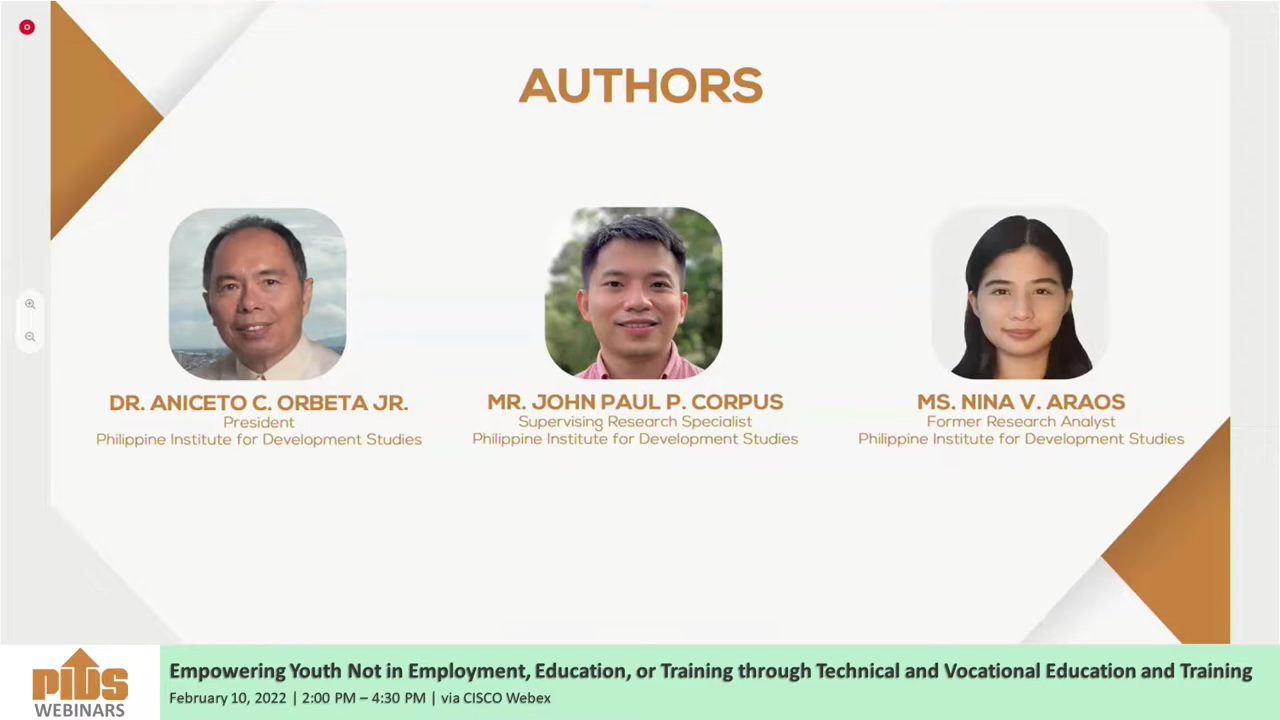 AUTHORS
DR. ANICETO C. ORBETA JR.
President
Philippine Institute for Development Studies
MR. JOHN PAUL P. CORPUS
Supervising Research Specialist
Philippine Institute for Development Studies
MS. NINA V. ARAOS
Former Research Analyst
Philippine Institute for Development Studies
pids
WEBINARS
Empowering Youth Not in Employment, Education, or Training through Technical and Vocational Education and Training
February 10, 2022 | 2:00 PM – 4:30 PM | via CISCO Webex